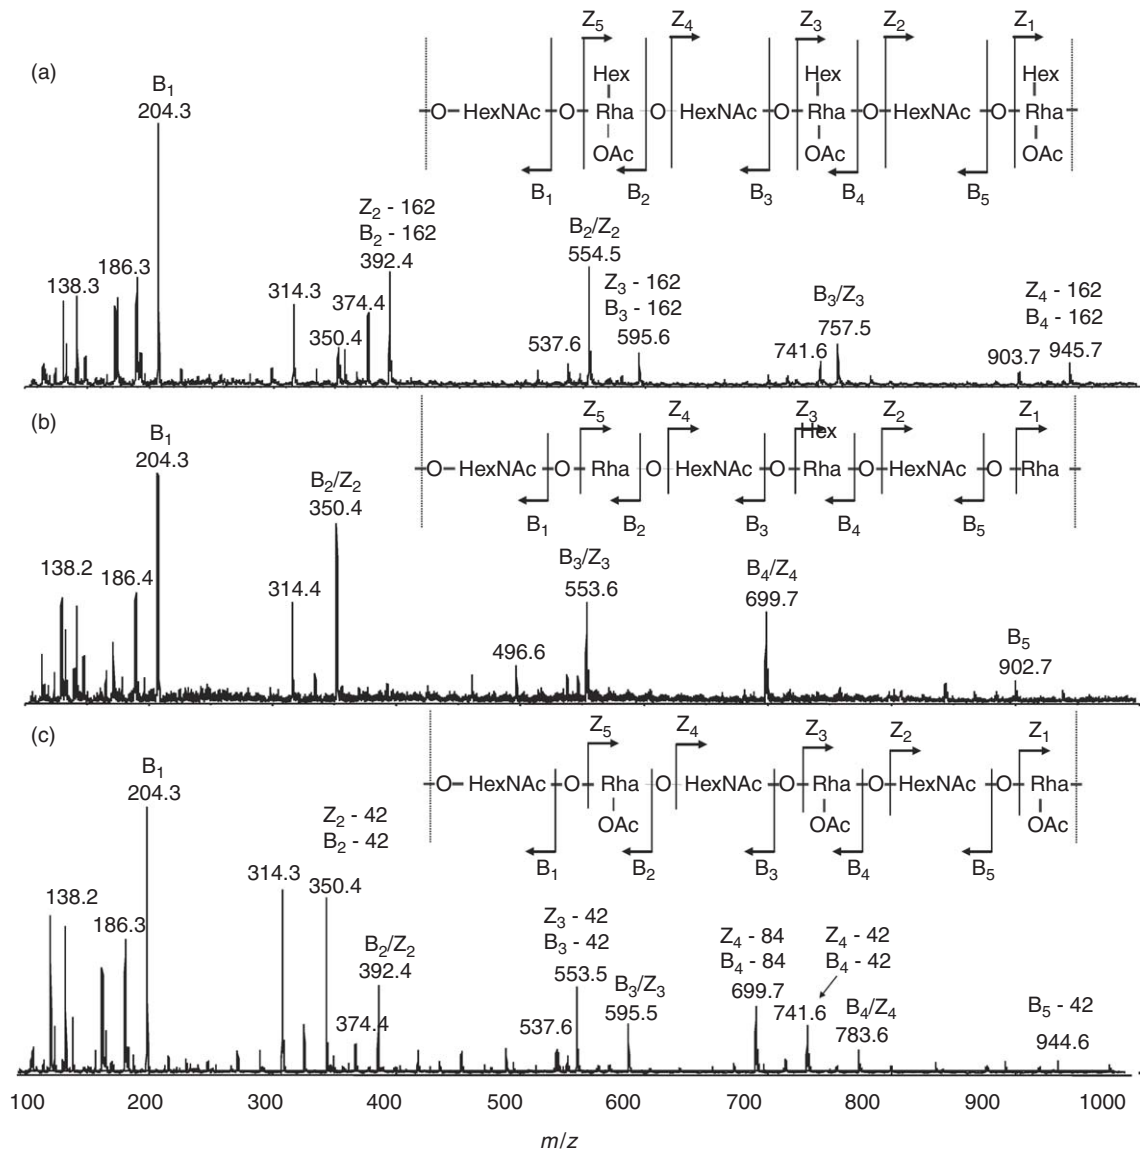 (a)
B1
204.3
138.3
186.3
314.3
350.4
374.4
Z2 - 162
B2 - 162
392.4
537.6
B2/Z2
554.5
Z3 - 162
B3 - 162
595.6
741.6
B3/Z3
757.5
903.7
Z4 - 162
B4 - 162
945.7
Z5 Z4 Z3 Z2 Z1
Hex Hex Hex
O HexNAc O Rha O HexNAc O Rha O HexNAc O Rha
OAc OAc OAc
B1 B2 B3 B4 B5
(b)
B1
204.3
138.2
186.4
314.4
B2/Z2
350.4
496.6
B3/Z3
553.6
B4/Z4
699.7
B5
902.7
Z5 Z4 Z3 Z2 Z1
Hex
O HexNAc O Rha O HexNAc O Rha O HexNAc O Rha
B1 B2 B3 B4 B5
(c)
B1
204.3
138.2
186.3
314.3
Z2 - 42
B2 - 42
350.4
374.4
B2/Z2
392.4
537.6
Z3 - 42
B3 - 42
553.5
B3/Z3
595.5
Z4 - 84
B4 - 84
699.7
Z4 - 42
B4 - 42
741.6
B4/Z4
783.6
B5 - 42
944.6
Z5 Z4 Z3 Z2 Z1
O HexNAc O Rha O HexNAc O Rha O HexNAc O Rha
OAc OAc OAc
B1 B2 B3 B4 B5
100 200 300 400 500 600 700 800 900 1000
m/z